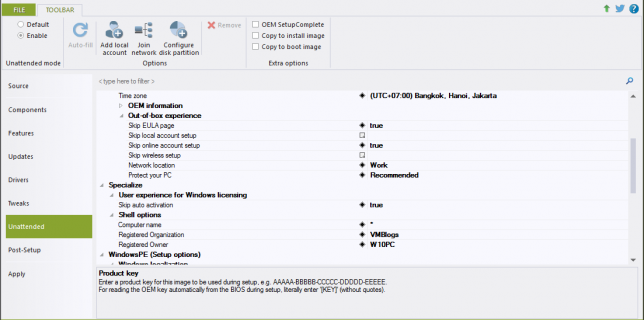 FILE TOOLBAR
Default
Enable
Unattended mode
Auto-fill
Add local account
Join network
Configure disk partition
Remove
Options
OEM SetupComplete
Copy to install image
Copy to boot image
Extra options
Source
Components
Features
Updates
Drivers
Tweaks
Unattended
Post-Setup
Apply
< type here to filter >
Time zone (UTC+07:00) Bangkok, Hanoi, Jakarta
OEM information
Out-of-box experience
Skip EULA page true
Skip local account setup
Skip online account setup true
Skip wireless setup
Network location Work
Protect your PC Recommended
Specialize
User experience for Windows licensing
Skip auto activation true
Shell options
Computer name *
Registered Organization VMBlogs
Registered Owner W10PC
WindowsPE (Setup options)
Windows localization
Product key
Enter a product key for this image to be used during setup, e.g. AAAAA-BBBBB-CCCCC-DDDDD-EEEEE.
For reading the OEM key automatically from the BIOS during setup, literally enter '[KEY]' (without quotes).